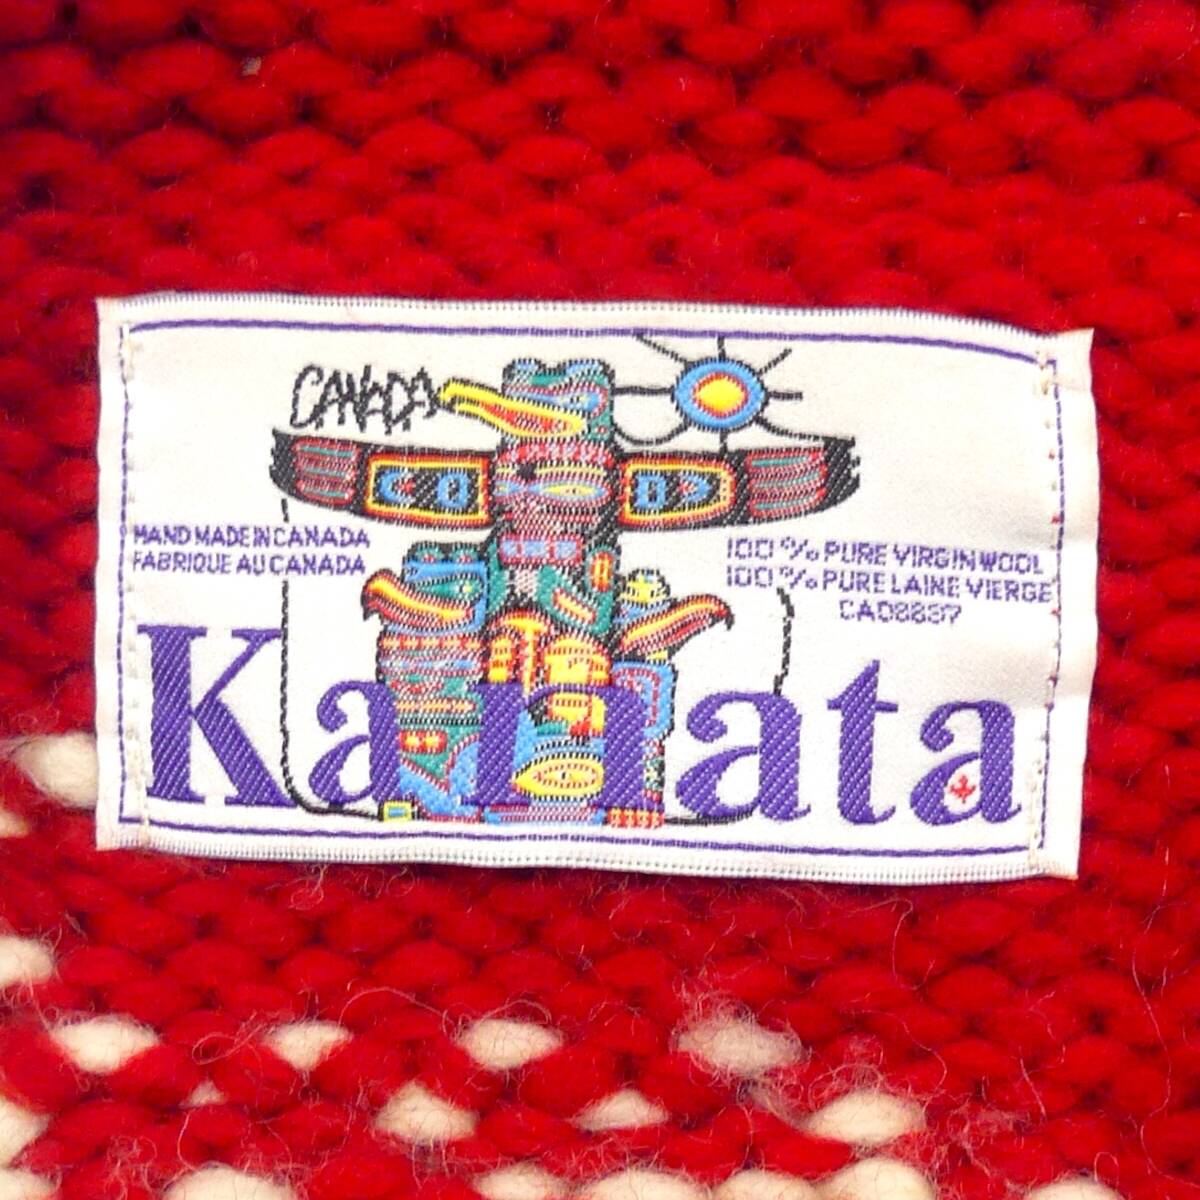 CANADA
HAND MADE IN CANADA
FABRIQUE AU CANADA
100 % PURE VIRGIN WOOL
100 % PURE LAINE VIERGE
CA08837
Kanata